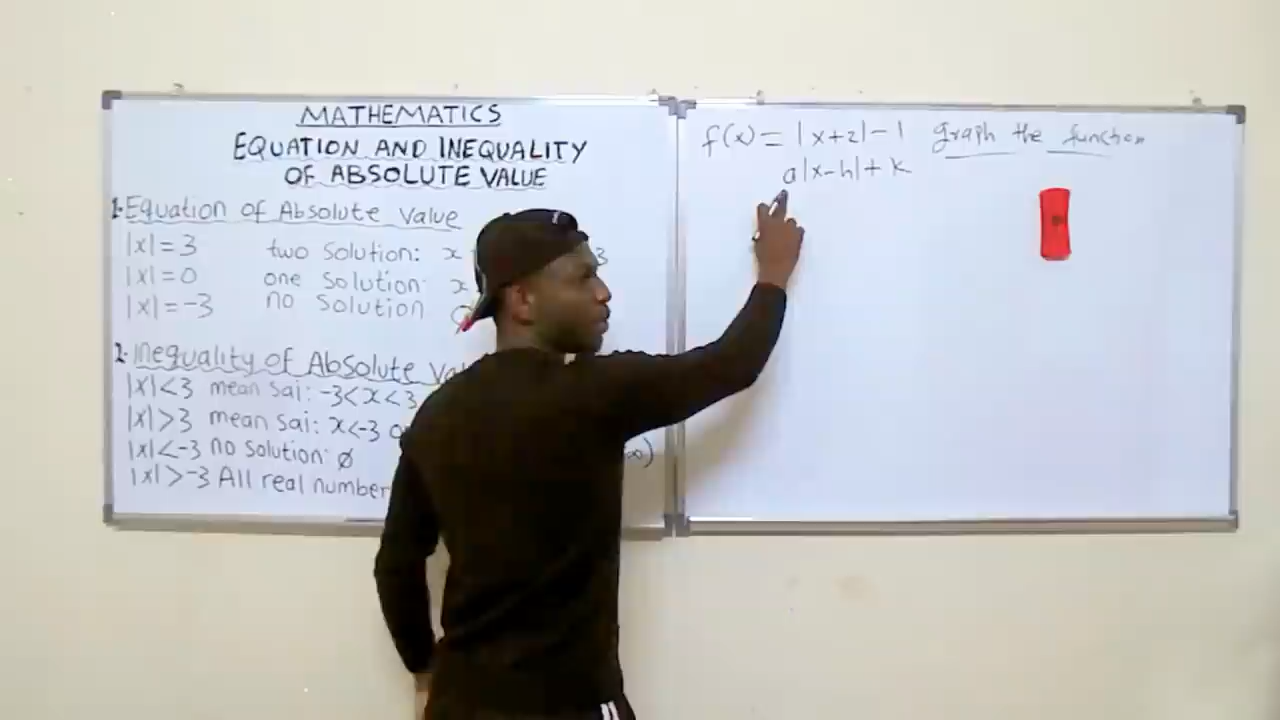 MATHEMATICS
EQUATION AND INEQUALITY
OF ABSOLUTE VALUE
1. Equation of Absolute Value
|x|=3 two solution: x 3
|x|=0 one solution: x
|x|=-3 no solution
2. Inequality of Absolute Va
|x|<3 mean sai: -3<x<3
|x|>3 mean sai: x<-3 o
|x|<-3 no solution: ø ∞)
|x|>-3 All real number
f(x) = |x+2|-1 graph the function
a|x-h|+k